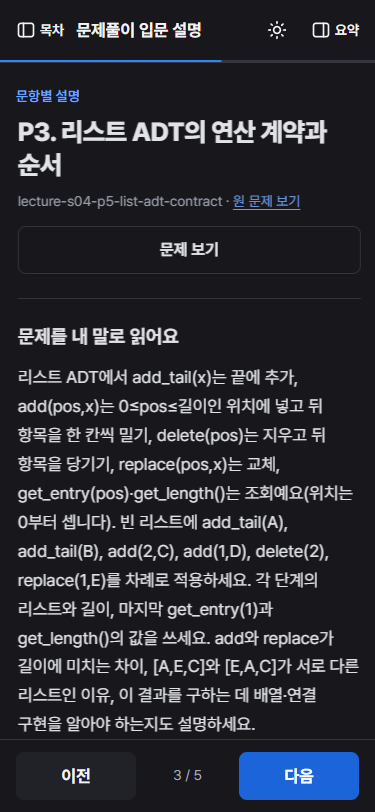 목차 문제풀이 입문 설명 요약
문항별 설명
P3. 리스트 ADT의 연산 계약과
순서
lecture-s04-p5-list-adt-contract · 원 문제 보기
문제 보기
문제를 내 말로 읽어요
리스트 ADT에서 add_tail(x)는 끝에 추가,
add(pos,x)는 0≤pos≤길이인 위치에 넣고 뒤
항목을 한 칸씩 밀기, delete(pos)는 지우고 뒤
항목을 당기기, replace(pos,x)는 교체,
get_entry(pos)·get_length()는 조회예요(위치는
0부터 셉니다). 빈 리스트에 add_tail(A),
add_tail(B), add(2,C), add(1,D), delete(2),
replace(1,E)를 차례로 적용하세요. 각 단계의
리스트와 길이, 마지막 get_entry(1)과
get_length()의 값을 쓰세요. add와 replace가
길이에 미치는 차이, [A,E,C]와 [E,A,C]가 서로 다른
리스트인 이유, 이 결과를 구하는 데 배열·연결
구현을 알아야 하는지도 설명하세요.
이전 3 / 5 다음